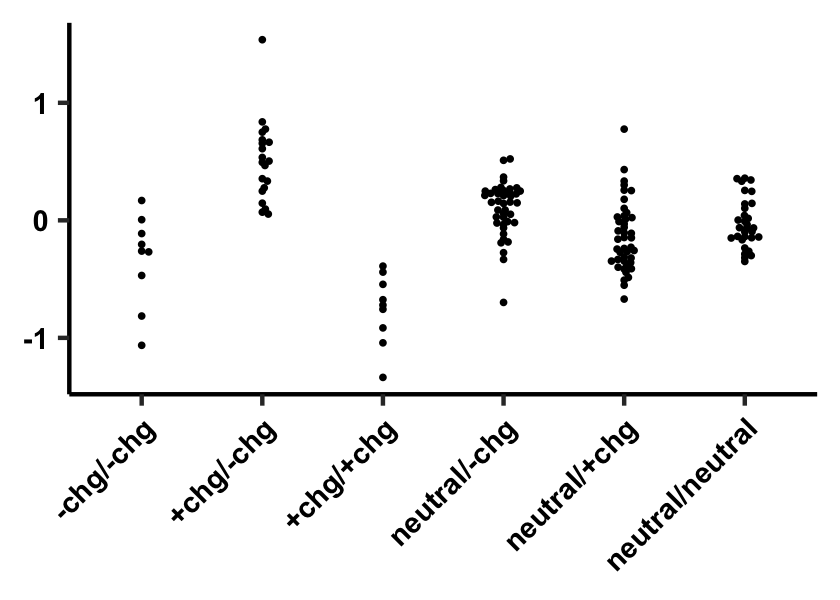 1
0
-1
-chg/-chg
+chg/-chg
+chg/+chg
neutral/-chg
neutral/+chg
neutral/neutral